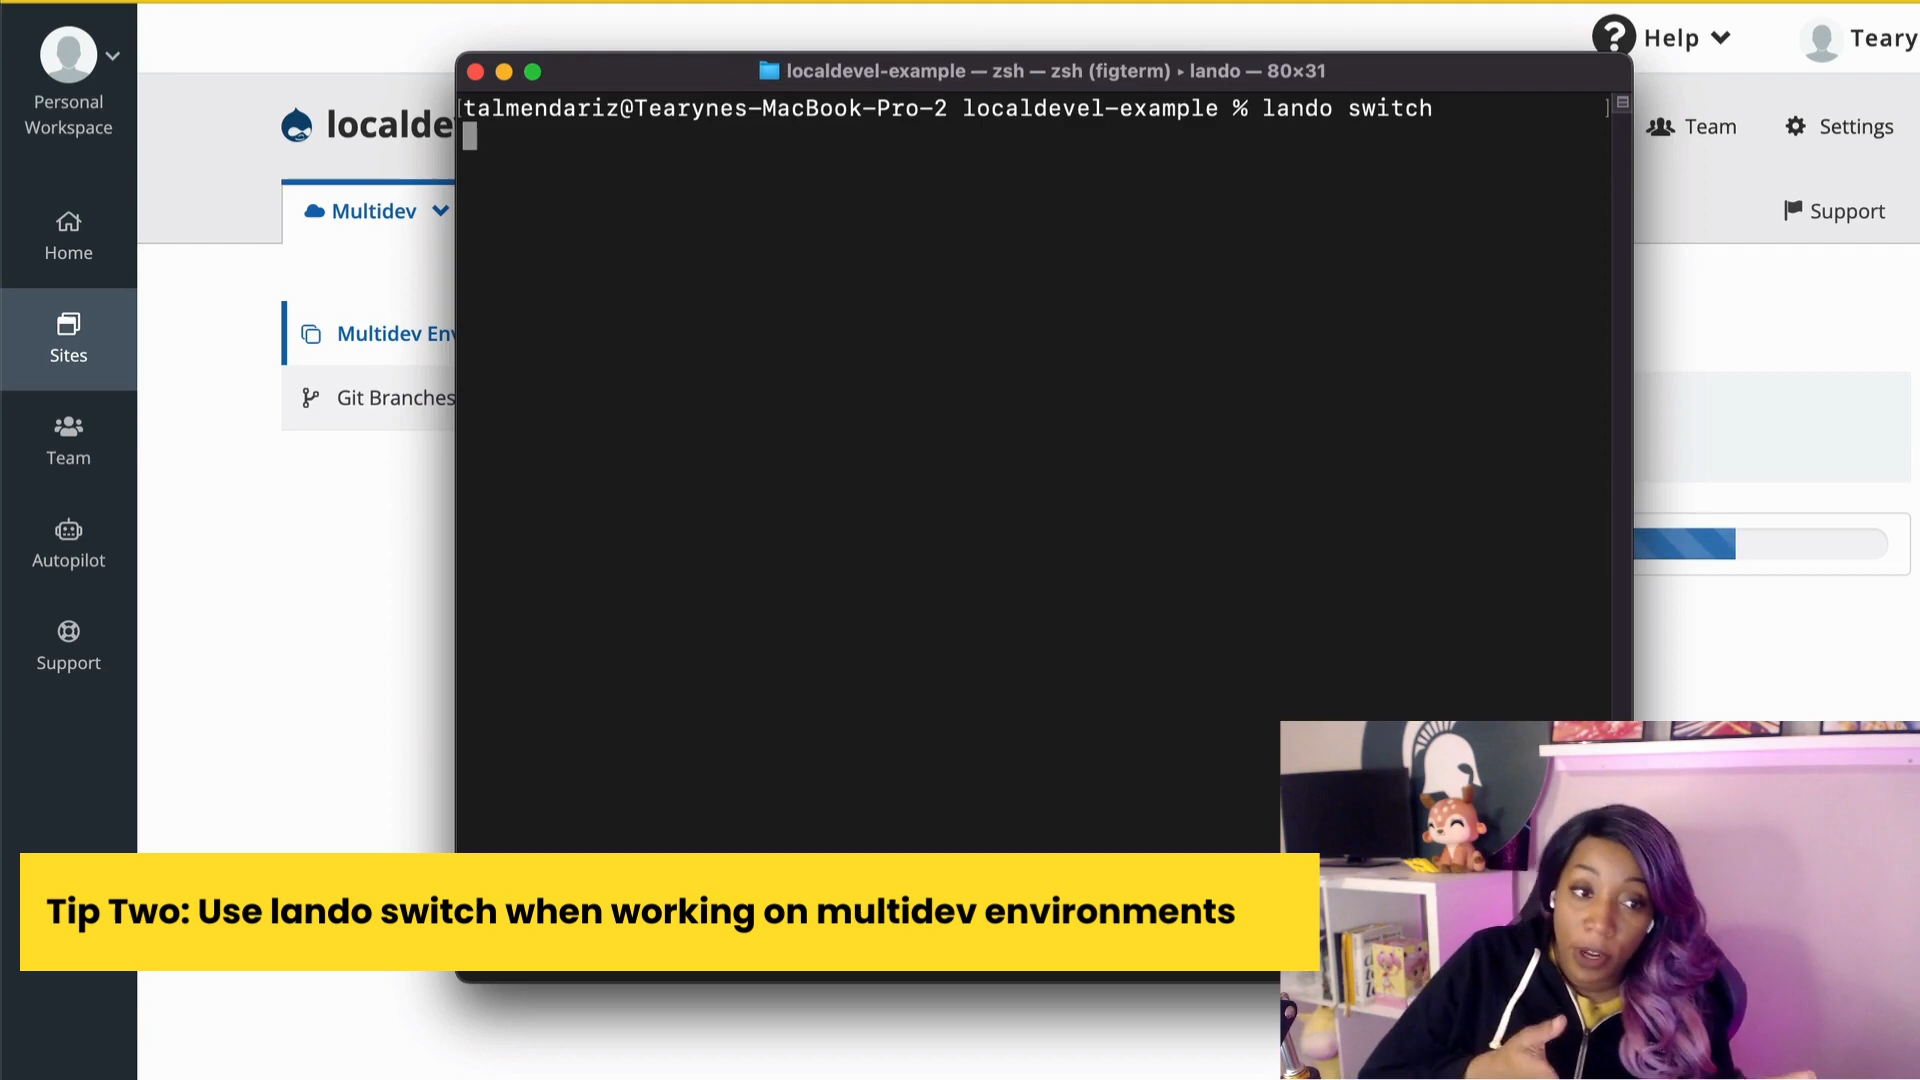 Personal
Workspace
Home
Sites
Team
Autopilot
Support
Help
Teary
localde
Team
Settings
Multidev
Support
Multidev Env
Git Branches
localdevel-example — zsh — zsh (figterm) ▸ lando — 80×31
[talmendariz@Tearynes-MacBook-Pro-2 localdevel-example % lando switch ]
Tip Two: Use lando switch when working on multidev environments